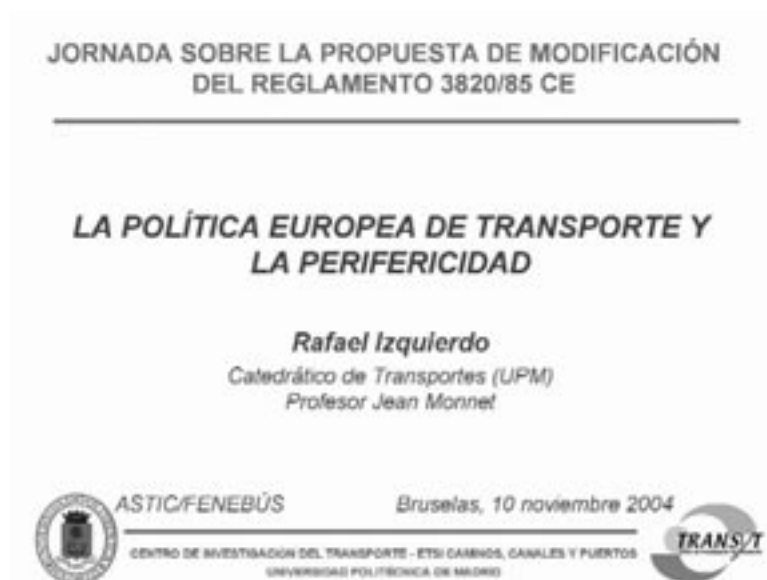 JORNADA SOBRE LA PROPUESTA DE MODIFICACIÓN
DEL REGLAMENTO 3820/85 CE
LA POLÍTICA EUROPEA DE TRANSPORTE Y
LA PERIFERICIDAD
Rafael Izquierdo
Catedrático de Transportes (UPM)
Profesor Jean Monnet
ASTIC/FENEBÚS
Bruselas, 10 noviembre 2004
TRANSYT
CENTRO DE INVESTIGACIÓN DEL TRANSPORTE - ETSI CAMINOS, CANALES Y PUERTOS
UNIVERSIDAD POLITÉCNICA DE MADRID